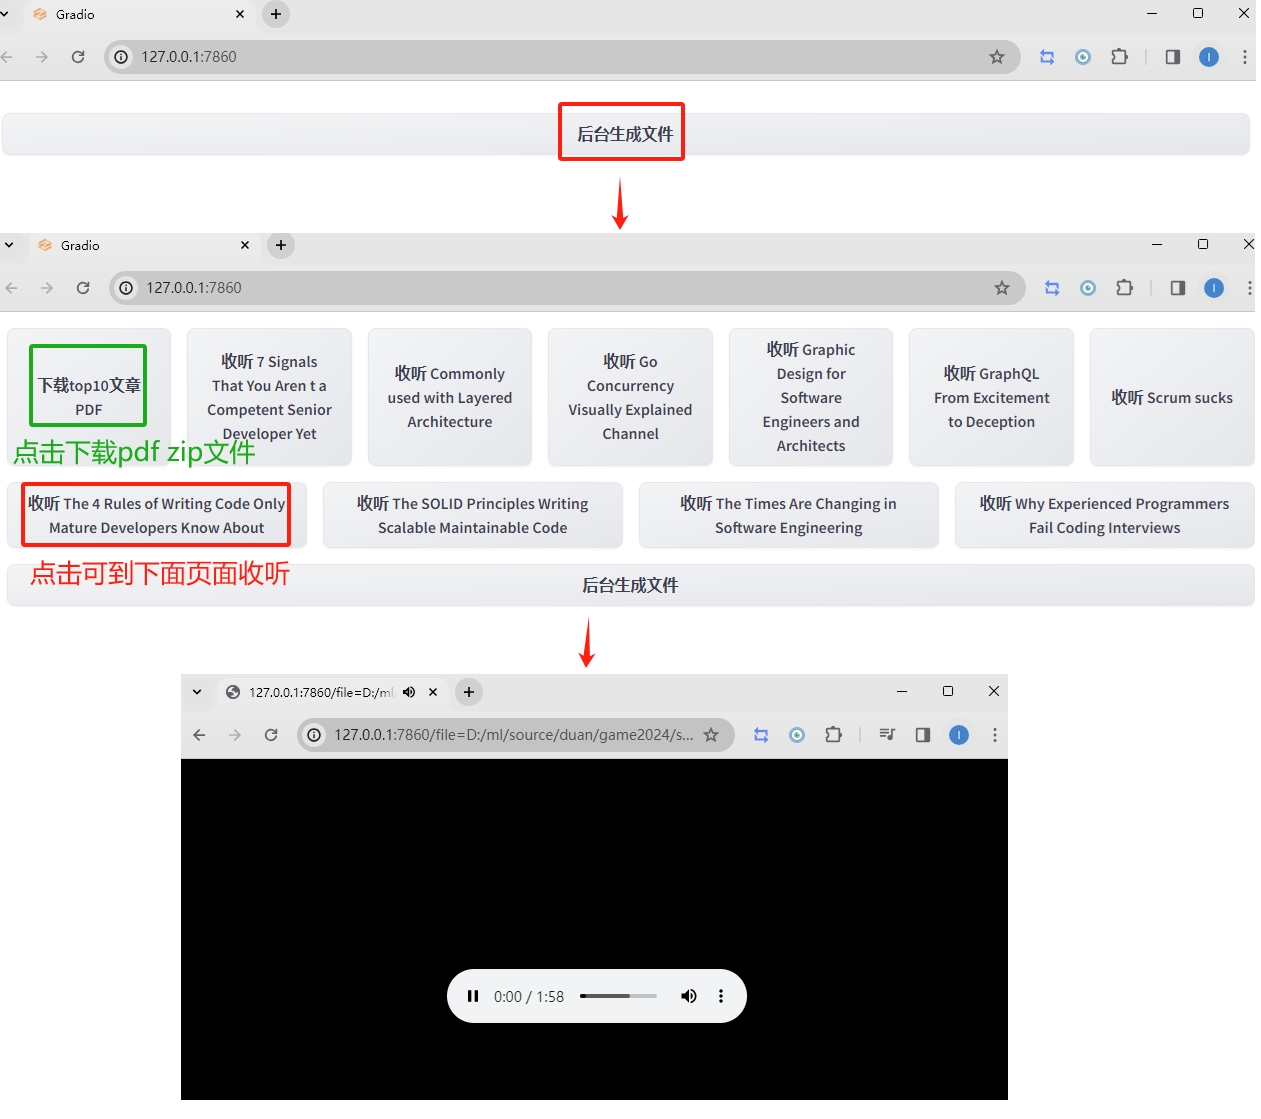 Gradio
127.0.0.1:7860
后台生成文件
Gradio
127.0.0.1:7860
下载top10文章
PDF
收听 7 Signals
That You Aren t a
Competent Senior
Developer Yet
收听 Commonly
used with Layered
Architecture
收听 Go
Concurrency
Visually Explained
Channel
收听 Graphic
Design for
Software
Engineers and
Architects
收听 GraphQL
From Excitement
to Deception
收听 Scrum sucks
点击下载pdf zip文件
收听 The 4 Rules of Writing Code Only
Mature Developers Know About
收听 The SOLID Principles Writing
Scalable Maintainable Code
收听 The Times Are Changing in
Software Engineering
收听 Why Experienced Programmers
Fail Coding Interviews
点击可到下面页面收听
后台生成文件
127.0.0.1:7860/file=D:/ml
127.0.0.1:7860/file=D:/ml/source/duan/game2024/s...
0:00 / 1:58